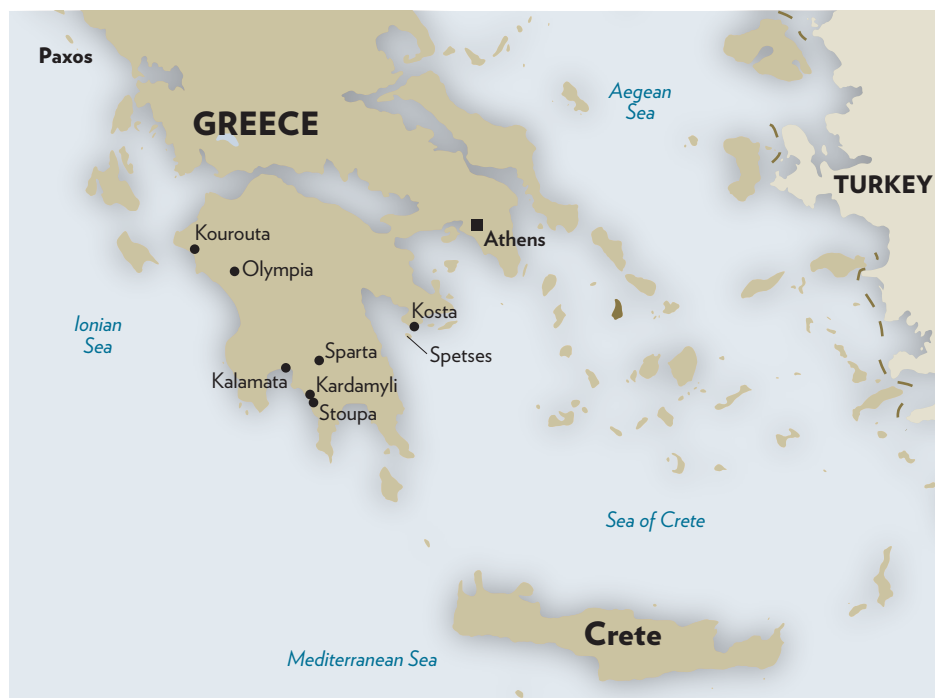 Paxos
Aegean
Sea
GREECE
TURKEY
Kourouta
Athens
Olympia
Kosta
Ionian
Sea
Sparta
Spetses
Kalamata
Kardamyli
Stoupa
Sea of Crete
Crete
Mediterranean Sea